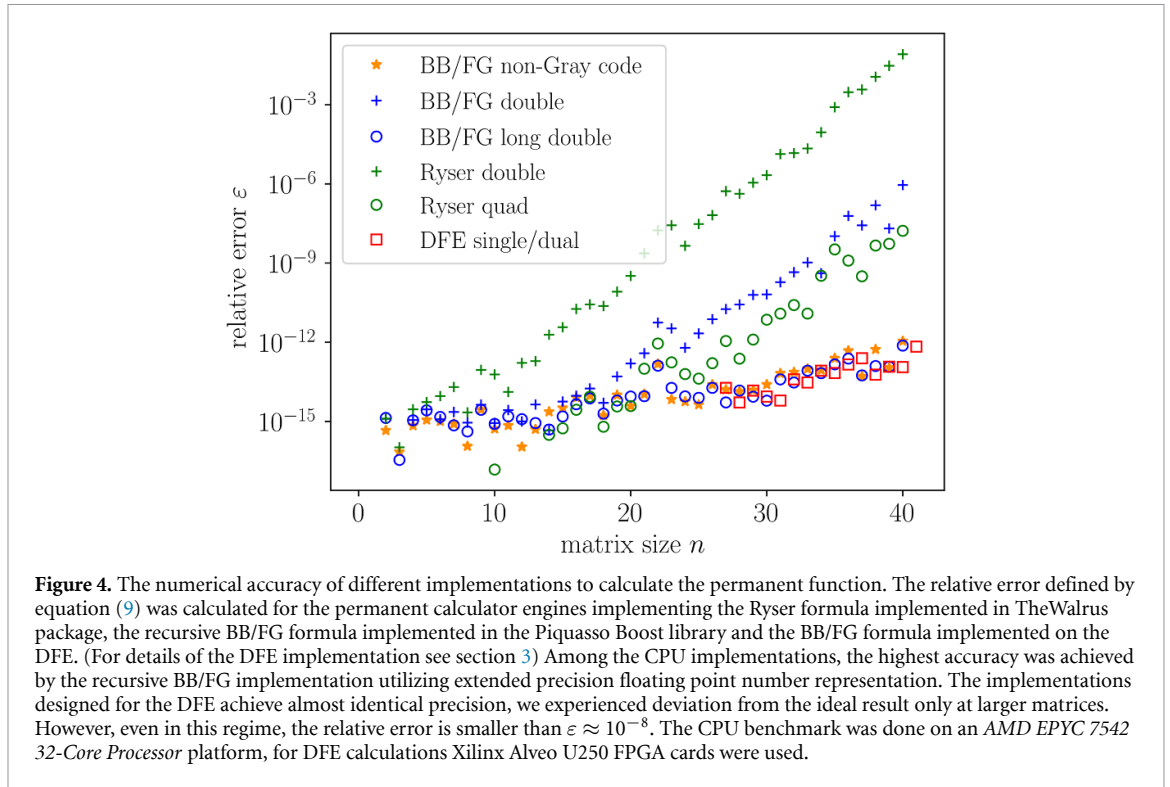 BB/FG non-Gray code
BB/FG double
BB/FG long double
Ryser double
Ryser quad
DFE single/dual
10⁻³
10⁻⁶
10⁻⁹
10⁻¹²
10⁻¹⁵
relative error ε
0 10 20 30 40
matrix size n
Figure 4. The numerical accuracy of different implementations to calculate the permanent function. The relative error defined by
equation (9) was calculated for the permanent calculator engines implementing the Ryser formula implemented in TheWalrus
package, the recursive BB/FG formula implemented in the Piquasso Boost library and the BB/FG formula implemented on the
DFE. (For details of the DFE implementation see section 3) Among the CPU implementations, the highest accuracy was achieved
by the recursive BB/FG implementation utilizing extended precision floating point number representation. The implementations
designed for the DFE achieve almost identical precision, we experienced deviation from the ideal result only at larger matrices.
However, even in this regime, the relative error is smaller than ε ≈ 10⁻⁸. The CPU benchmark was done on an AMD EPYC 7542
32-Core Processor platform, for DFE calculations Xilinx Alveo U250 FPGA cards were used.